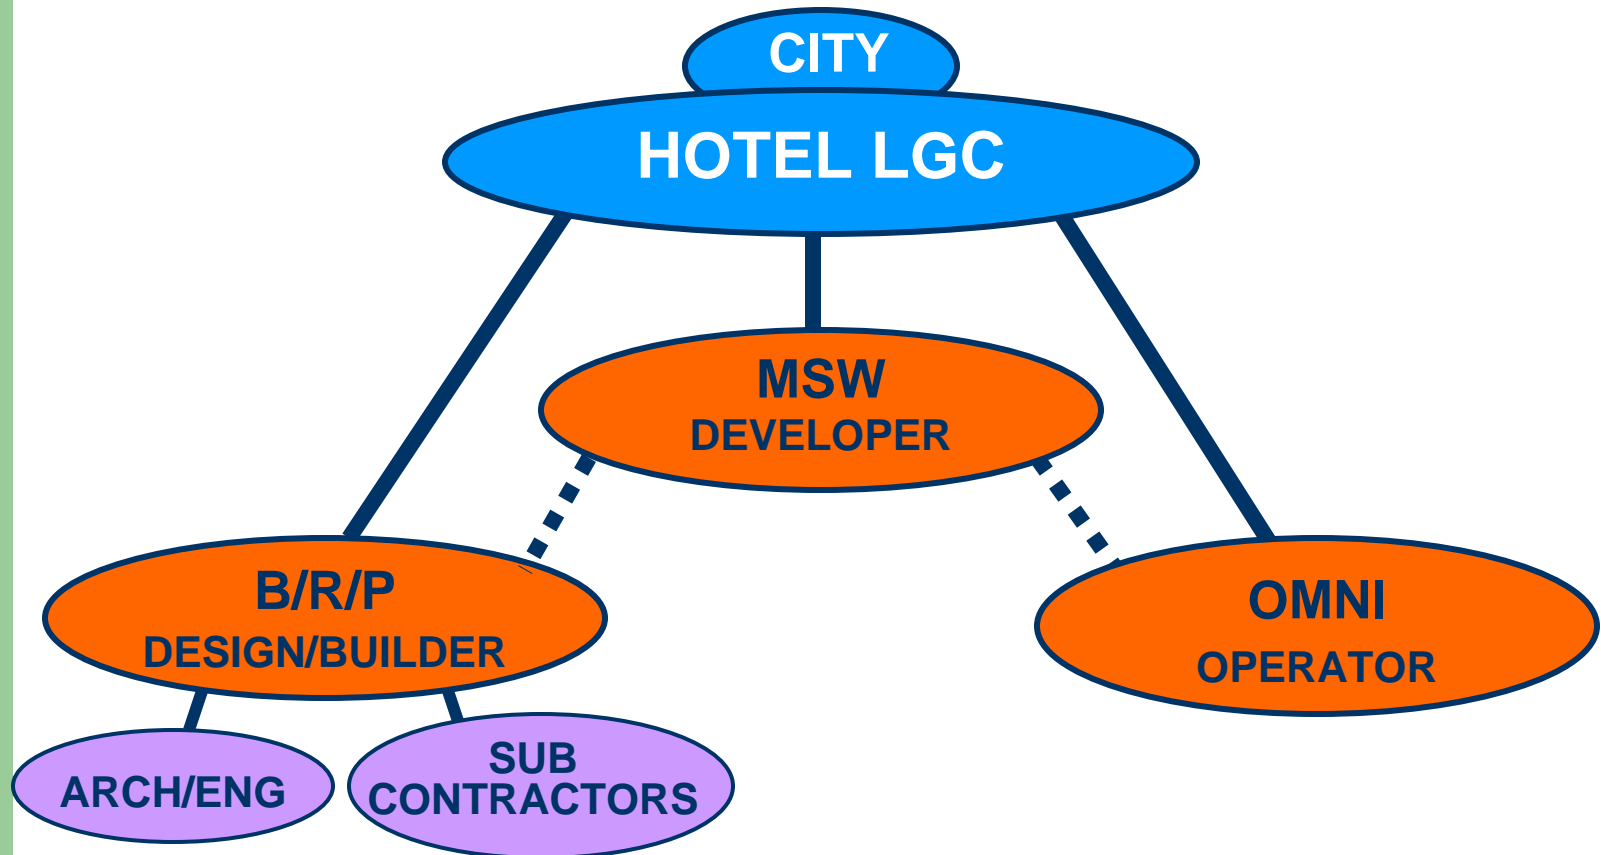 CITY
HOTEL LGC
MSW
DEVELOPER
B/R/P
DESIGN/BUILDER
OMNI
OPERATOR
ARCH/ENG
SUB
CONTRACTORS